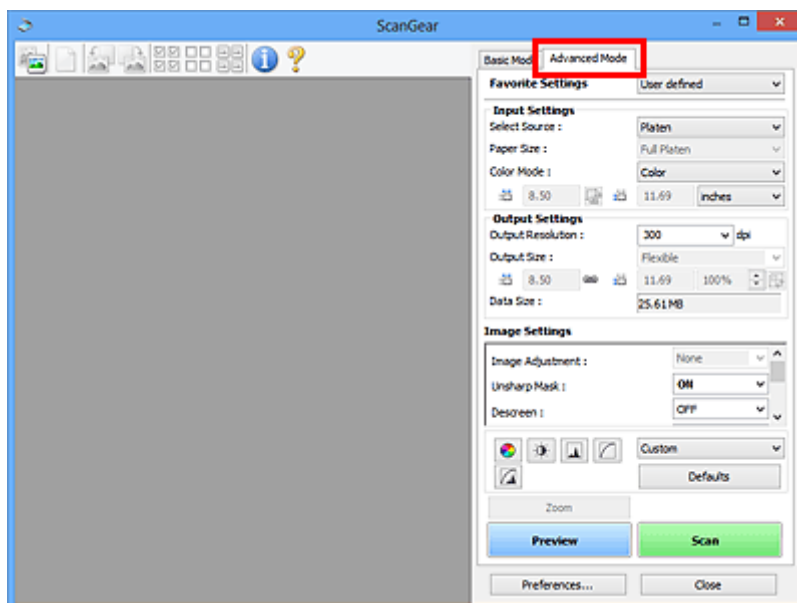 ScanGear
Basic Mode Advanced Mode
Favorite Settings User defined
Input Settings
Select Source : Platen
Paper Size : Full Platen
Color Mode : Color
8.50 11.69 inches
Output Settings
Output Resolution : 300 dpi
Output Size : Flexible
8.50 11.69 100%
Data Size : 25.61 MB
Image Settings
Image Adjustment : None
Unsharp Mask : ON
Descreen : OFF
Custom
Defaults
Zoom
Preview Scan
Preferences... Close